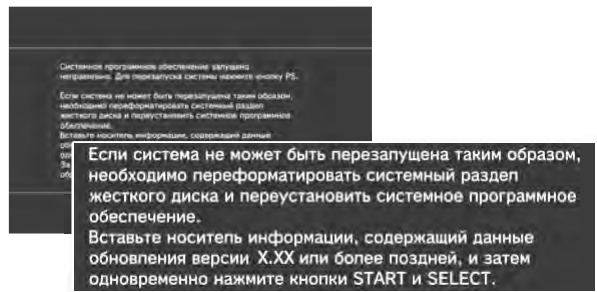 Системное программное обеспечение запущено
неправильно. Для перезапуска системы нажмите кнопку PS.
Если система не может быть перезапущена таким образом,
необходимо переформатировать системный раздел
жесткого диска и переустановить системное программное
обеспечение.
Вставьте носитель информации, содержащий данные
Если система не может быть перезапущена таким образом,
необходимо переформатировать системный раздел
жесткого диска и переустановить системное программное
обеспечение.
Вставьте носитель информации, содержащий данные
обновления версии X.XX или более поздней, и затем
одновременно нажмите кнопки START и SELECT.